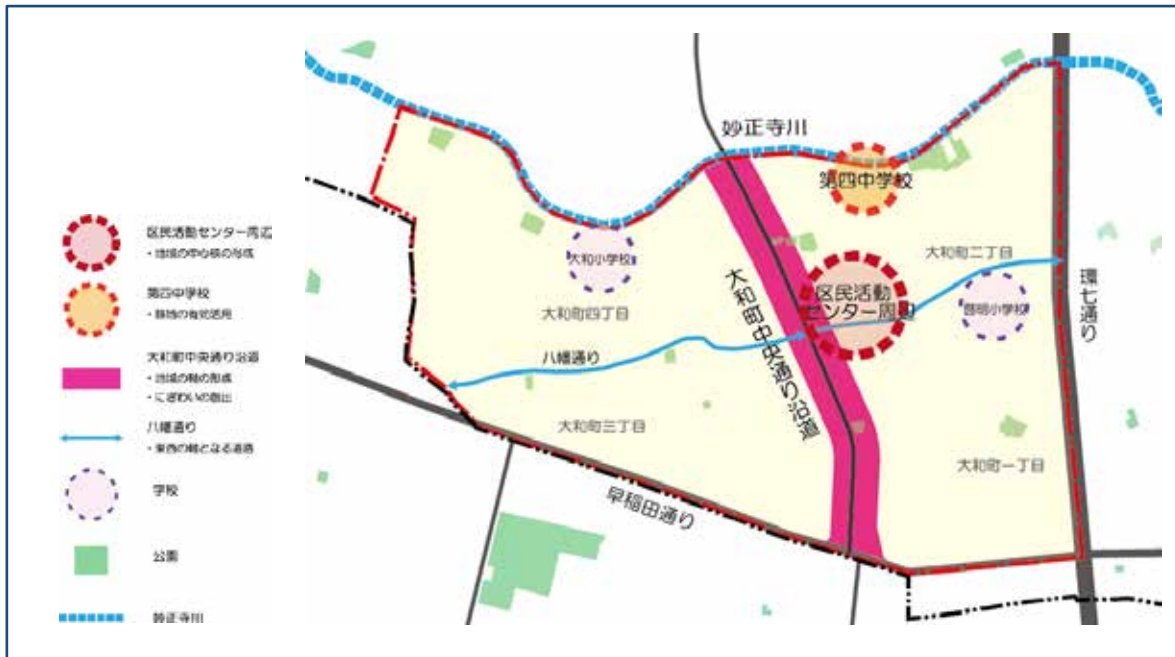 区民活動センター周辺
・地域の中心核の形成
第四中学校
・跡地の有効活用
大和町中央通り沿道
・地域の軸の形成
・にぎわいの創出
八幡通り
・東西の軸となる道路
学校
公園
妙正寺川
妙正寺川
第四中学校
大和小学校
大和町四丁目
大和町中央通り沿道
区民活動
センター周辺
大和町二丁目
啓明小学校
環七通り
八幡通り
大和町三丁目
大和町一丁目
早稲田通り